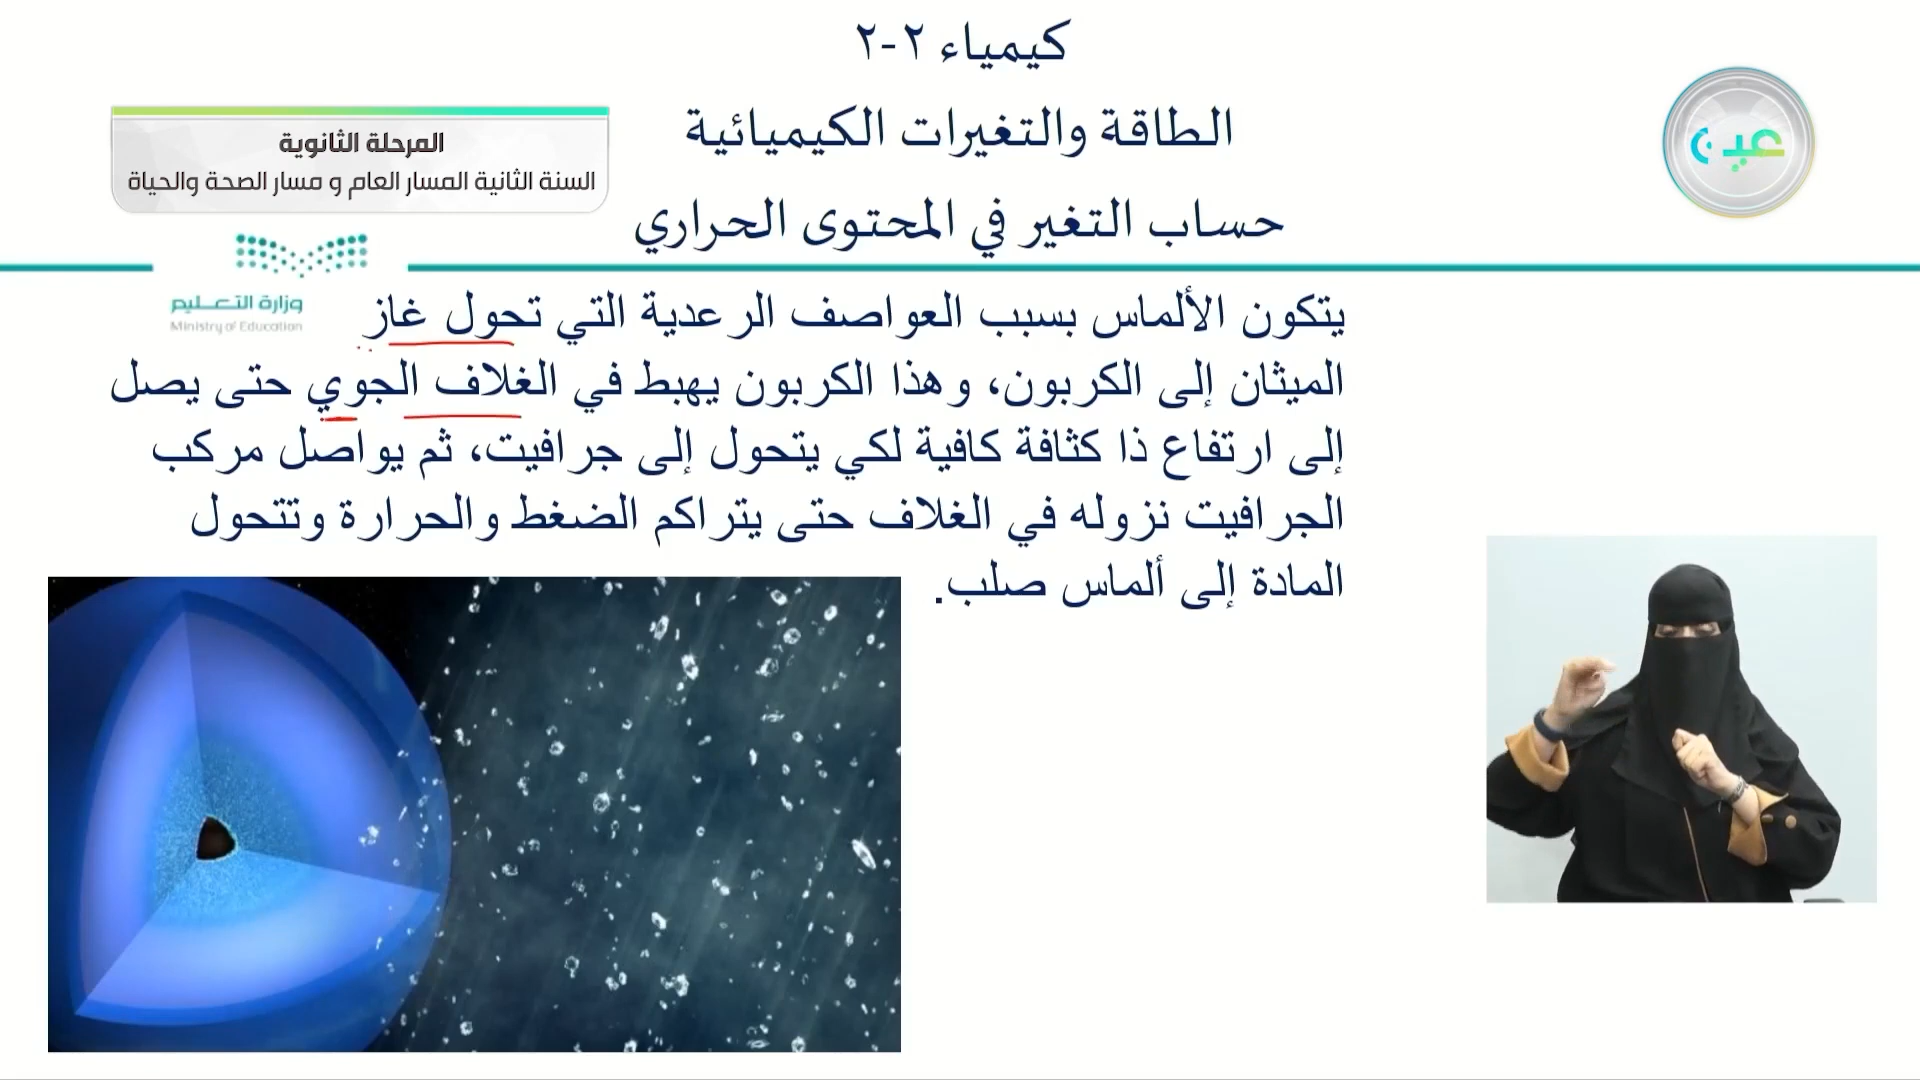 كيمياء ٢-٢
الطاقة والتغيرات الكيميائية
حساب التغير في المحتوى الحراري
المرحلة الثانوية
السنة الثانية المسار العام و مسار الصحة والحياة
عين
وزارة التعليم
Ministry of Education
يتكون الألماس بسبب العواصف الرعدية التي تحول غاز
الميثان إلى الكربون، وهذا الكربون يهبط في الغلاف الجوي حتى يصل
إلى ارتفاع ذا كثافة كافية لكي يتحول إلى جرافيت، ثم يواصل مركب
الجرافيت نزوله في الغلاف حتى يتراكم الضغط والحرارة وتتحول
المادة إلى ألماس صلب.